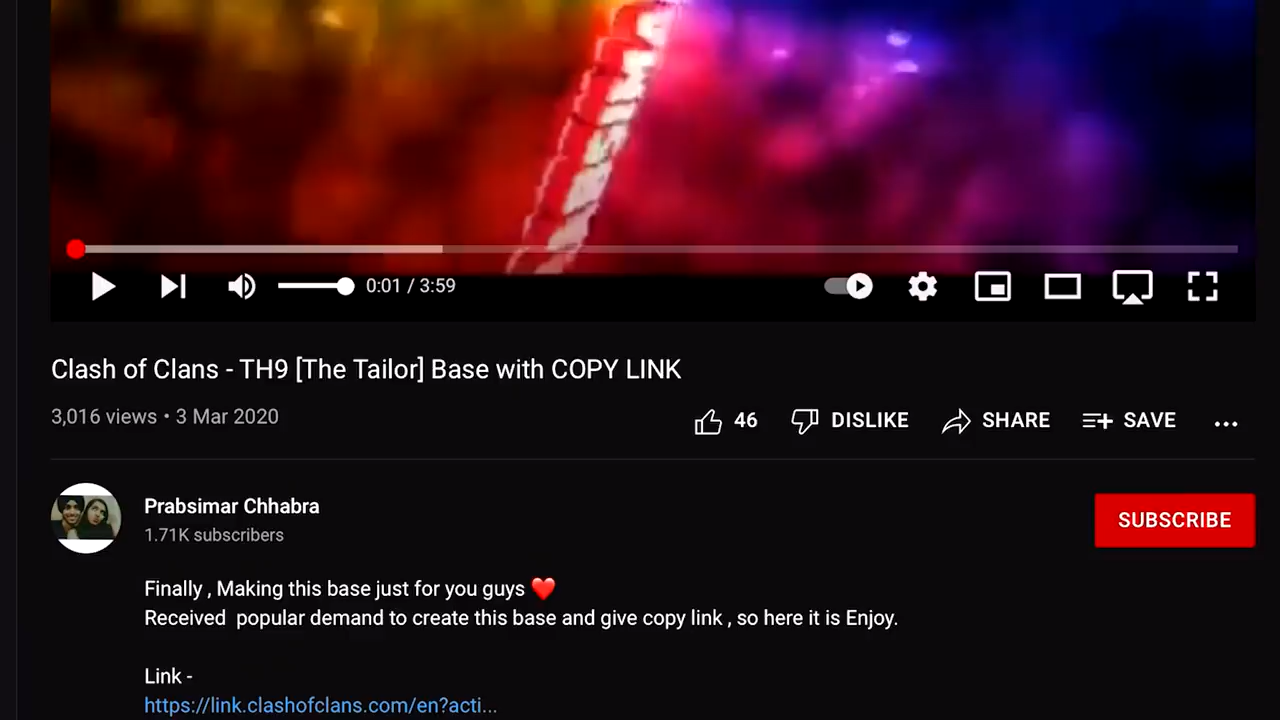 0:01 / 3:59
Clash of Clans - TH9 [The Tailor] Base with COPY LINK
3,016 views • 3 Mar 2020
46 DISLIKE SHARE SAVE ...
Prabsimar Chhabra
1.71K subscribers
SUBSCRIBE
Finally , Making this base just for you guys ❤️
Received  popular demand to create this base and give copy link , so here it is Enjoy.
Link -
https://link.clashofclans.com/en?acti...